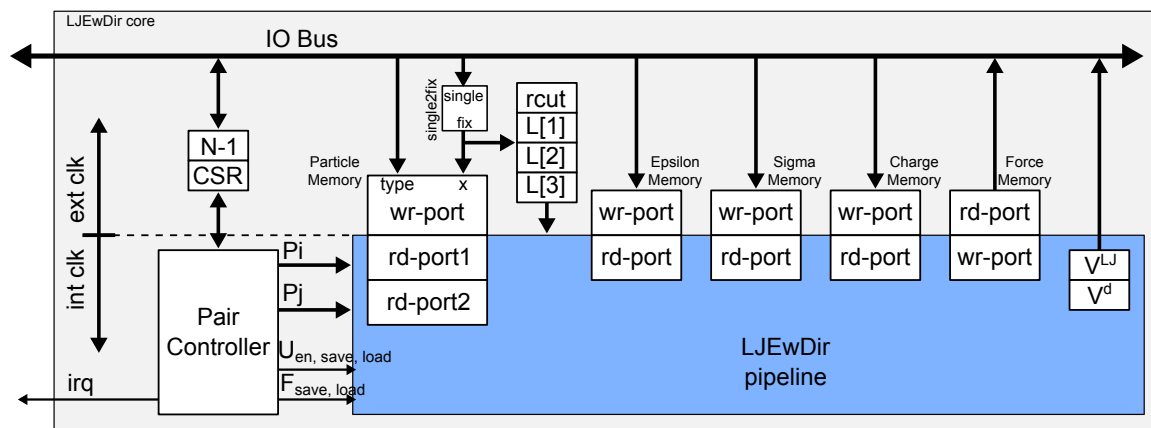 LJEwDir core
IO Bus
single2fix
single
fix
rcut
L[1]
L[2]
L[3]
N-1
CSR
ext clk
int clk
Particle
Memory
type x
wr-port
rd-port1
rd-port2
Epsilon
Memory
wr-port
rd-port
Sigma
Memory
wr-port
rd-port
Charge
Memory
wr-port
rd-port
Force
Memory
rd-port
wr-port
V^LJ
V^d
Pi
Pj
Pair
Controller
U_en, save, load
F_save, load
irq
LJEwDir
pipeline